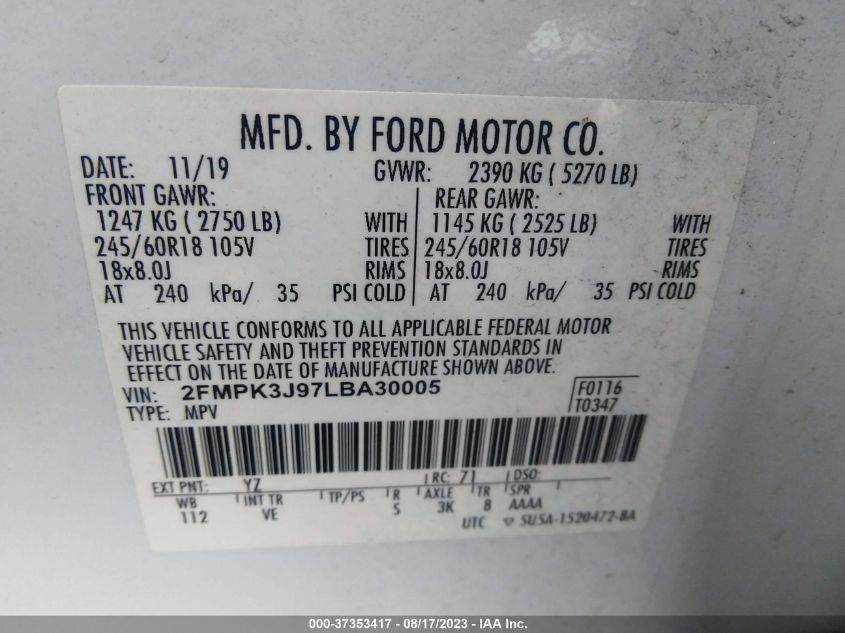 MFD. BY FORD MOTOR CO.
DATE: 11/19 GVWR: 2390 KG ( 5270 LB)
FRONT GAWR: REAR GAWR:
1247 KG ( 2750 LB) WITH 1145 KG ( 2525 LB) WITH
245/60R18 105V TIRES 245/60R18 105V TIRES
18x8.0J RIMS 18x8.0J RIMS
AT 240 kPa/ 35 PSI COLD AT 240 kPa/ 35 PSI COLD
THIS VEHICLE CONFORMS TO ALL APPLICABLE FEDERAL MOTOR
VEHICLE SAFETY AND THEFT PREVENTION STANDARDS IN
EFFECT ON THE DATE OF MANUFACTURE SHOWN ABOVE.
VIN: 2FMPK3J97LBA30005 F0116
TYPE: MPV T0347
EXT PNT: YZ RC: 71 DSO:
WB INT TR TP/PS R AXLE TR SPR
112 VE S 3K 8 AAAA
UTC 5U5A-1520472-BA
000-37353417 - 08/17/2023 - IAA Inc.